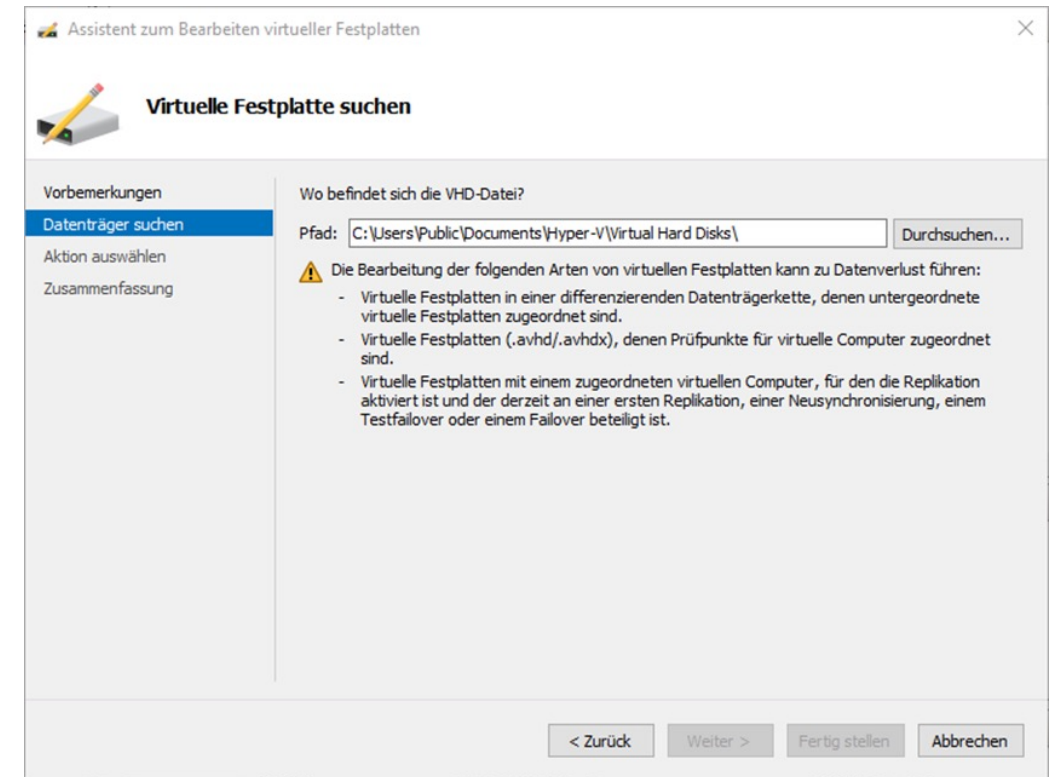 Assistent zum Bearbeiten virtueller Festplatten
Virtuelle Festplatte suchen
Vorbemerkungen
Datenträger suchen
Aktion auswählen
Zusammenfassung
Wo befindet sich die VHD-Datei?
Pfad: C:\Users\Public\Documents\Hyper-V\Virtual Hard Disks\ Durchsuchen...
Die Bearbeitung der folgenden Arten von virtuellen Festplatten kann zu Datenverlust führen:
- Virtuelle Festplatten in einer differenzierenden Datenträgerkette, denen untergeordnete
virtuelle Festplatten zugeordnet sind.
- Virtuelle Festplatten (.avhd/.avhdx), denen Prüfpunkte für virtuelle Computer zugeordnet
sind.
- Virtuelle Festplatten mit einem zugeordneten virtuellen Computer, für den die Replikation
aktiviert ist und der derzeit an einer ersten Replikation, einer Neusynchronisierung, einem
Testfailover oder einem Failover beteiligt ist.
< Zurück Weiter > Fertig stellen Abbrechen